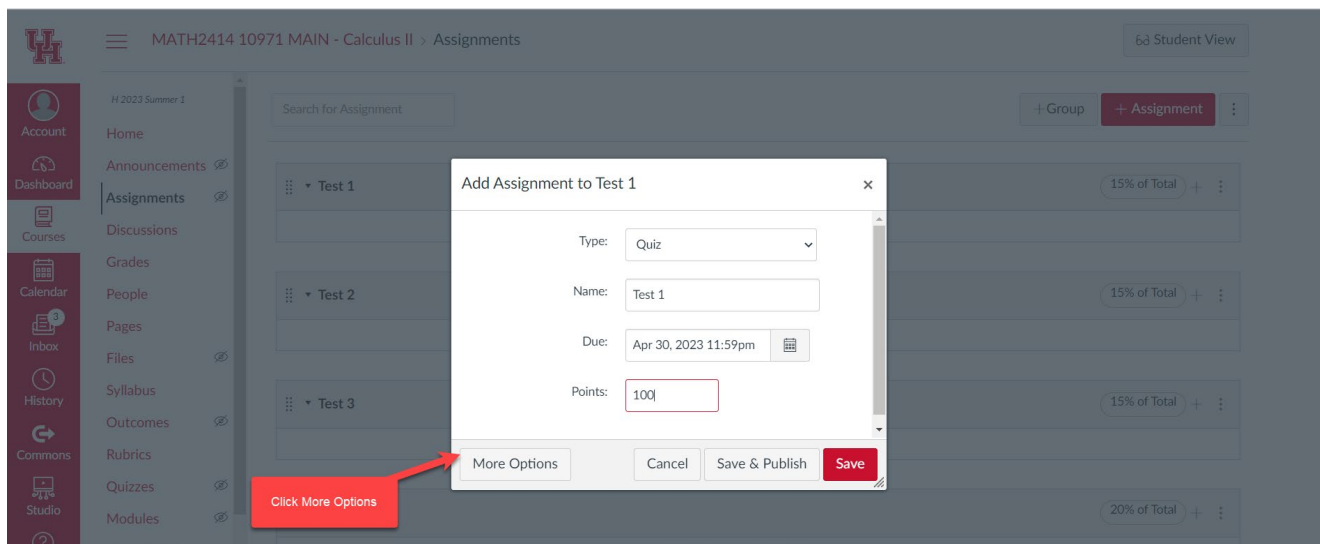 UH
MATH2414 10971 MAIN - Calculus II > Assignments
Student View
Account
Dashboard
Courses
Calendar
3
Inbox
History
Commons
Studio
H 2023 Summer 1
Home
Announcements
Assignments
Discussions
Grades
People
Pages
Files
Syllabus
Outcomes
Rubrics
Quizzes
Modules
Search for Assignment
+ Group
+ Assignment
Test 1
15% of Total
Test 2
15% of Total
Test 3
15% of Total
20% of Total
Add Assignment to Test 1
Type: Quiz
Name: Test 1
Due: Apr 30, 2023 11:59pm
Points: 100
More Options
Cancel
Save & Publish
Save
Click More Options